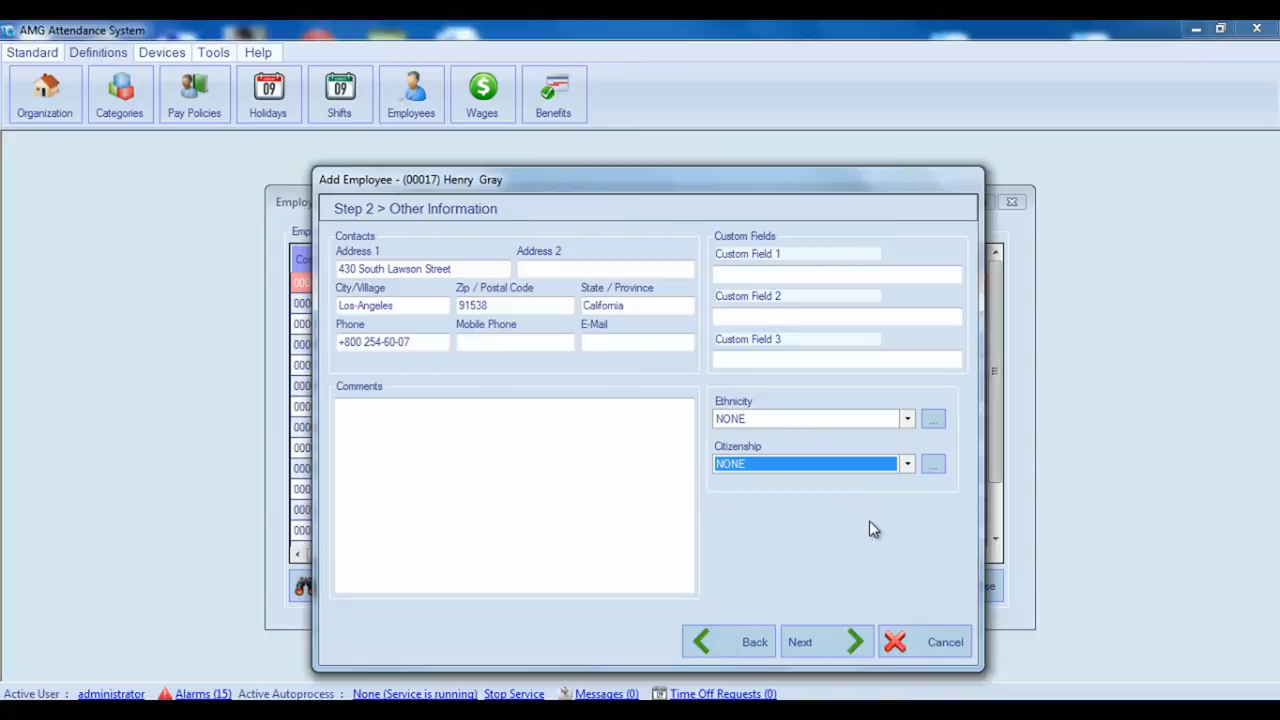 AMG Attendance System
Standard Definitions Devices Tools Help
Organization Categories Pay Policies Holidays Shifts Employees Wages Benefits
09 09
Add Employee - (00017) Henry Gray
Step 2 > Other Information
Contacts
Address 1 Address 2
430 South Lawson Street
City/Village Zip / Postal Code State / Province
Los-Angeles 91538 California
Phone Mobile Phone E-Mail
+800 254-60-07
Custom Fields
Custom Field 1
Custom Field 2
Custom Field 3
Comments
Ethnicity
NONE
...
Citizenship
NONE
...
Back Next Cancel
Active User : administrator Alarms (15) Active Autoprocess : None (Service is running) Stop Service Messages (0) Time Off Requests (0)